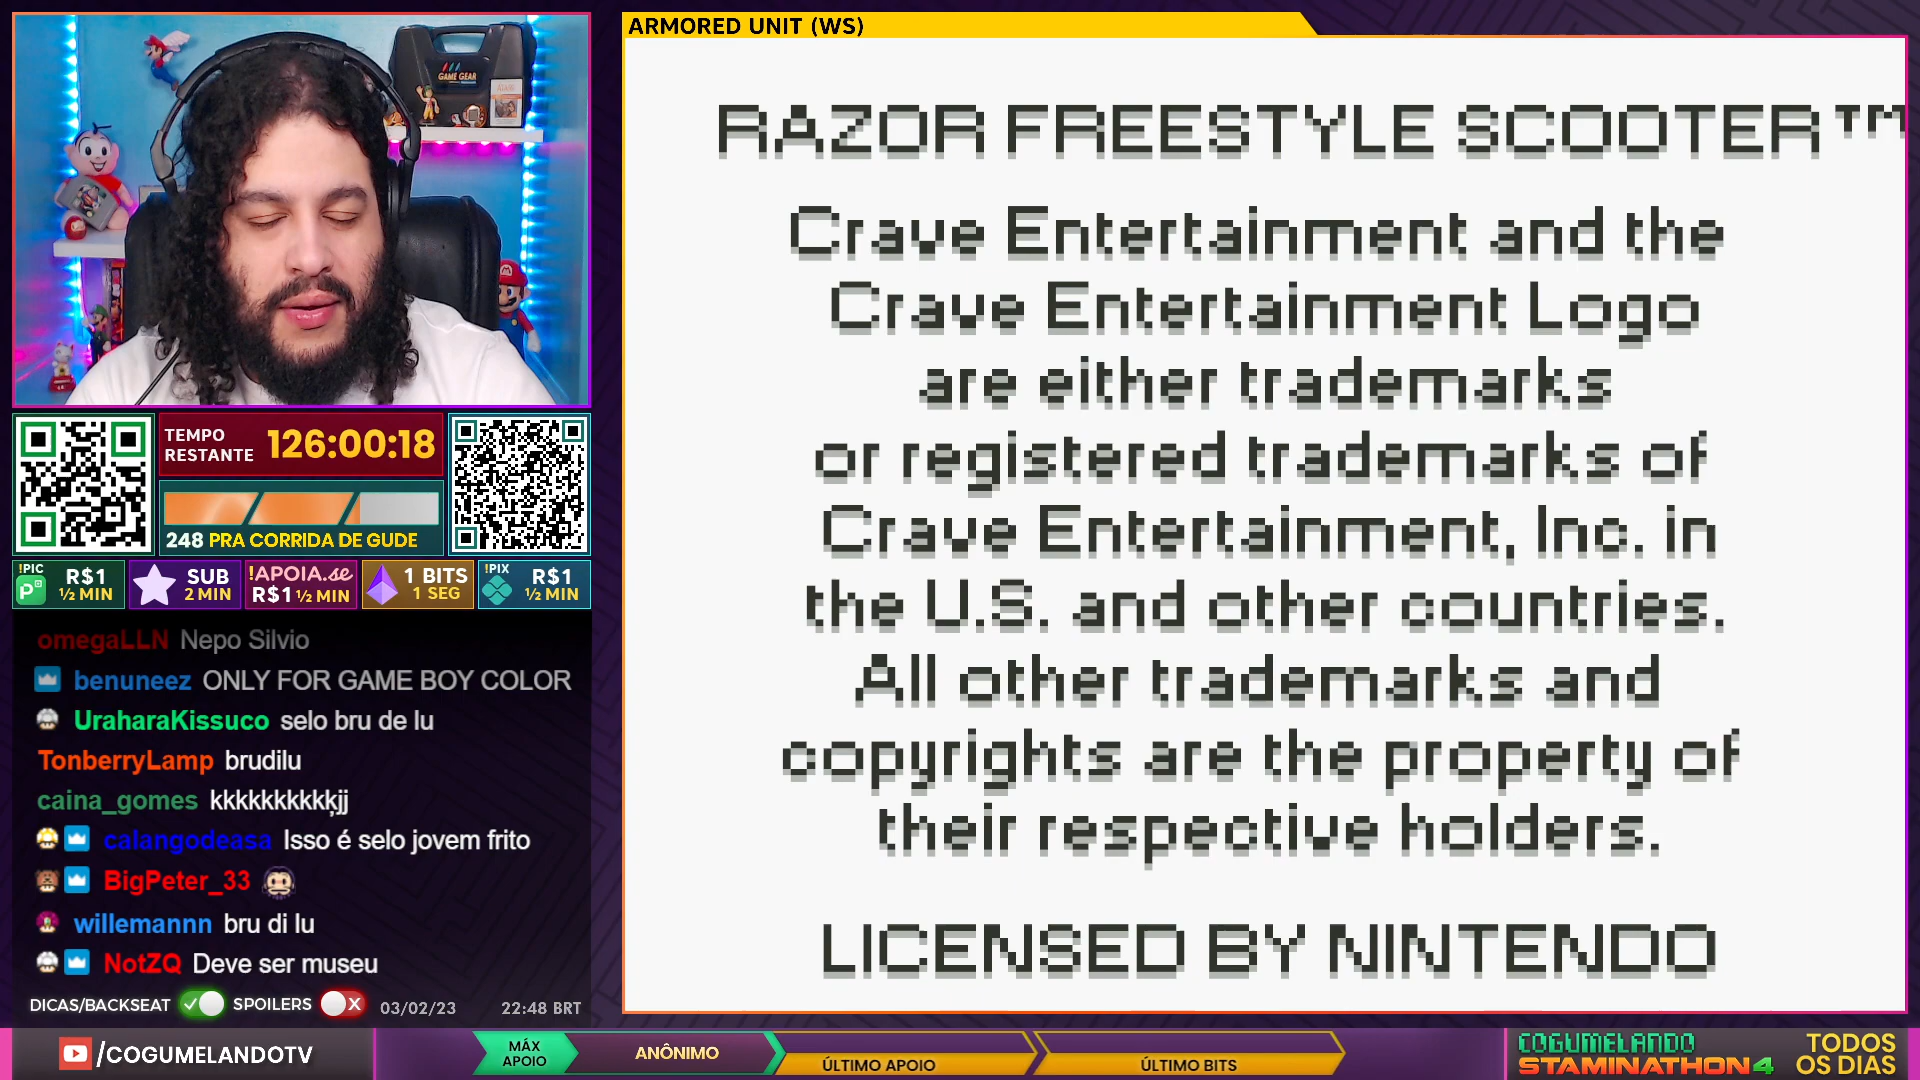 ARMORED UNIT (WS)
GAME GEAR
RAZOR FREESTYLE SCOOTER™
Crave Entertainment and the
Crave Entertainment Logo
are either trademarks
or registered trademarks of
Crave Entertainment, Inc. in
the U.S. and other countries.
All other trademarks and
copyrights are the property of
their respective holders.
LICENSED BY NINTENDO
TEMPO
RESTANTE
126:00:18
248 PRA CORRIDA DE GUDE
!PIC
R$1
½ MIN
SUB
2 MIN
!APOIA.se
R$1 ½ MIN
1 BITS
1 SEG
!PIX
R$1
½ MIN
omegaLLN Nepo Silvio
benuneez ONLY FOR GAME BOY COLOR
UraharaKissuco selo bru de lu
TonberryLamp brudilu
caina_gomes kkkkkkkkkķjj
calangodeasa Isso é selo jovem frito
BigPeter_33
willemannn bru di lu
NotZQ Deve ser museu
DICAS/BACKSEAT SPOILERS X 03/02/23 22:48 BRT
/COGUMELANDOTV
MÁX
APOIO
ANÔNIMO
ÚLTIMO APOIO
ÚLTIMO BITS
COGUMELANDO
STAMINATHON 4
TODOS
OS DIAS